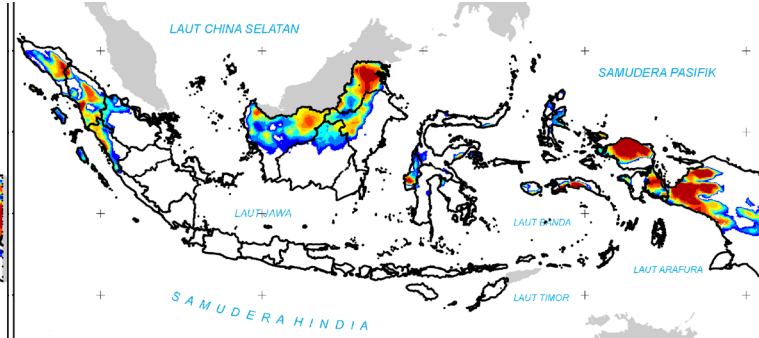 LAUT CHINA SELATAN
SAMUDERA PASIFIK
LAUT JAWA
LAUT BANDA
LAUT ARAFURA
LAUT TIMOR
SAMUDERA HINDIA